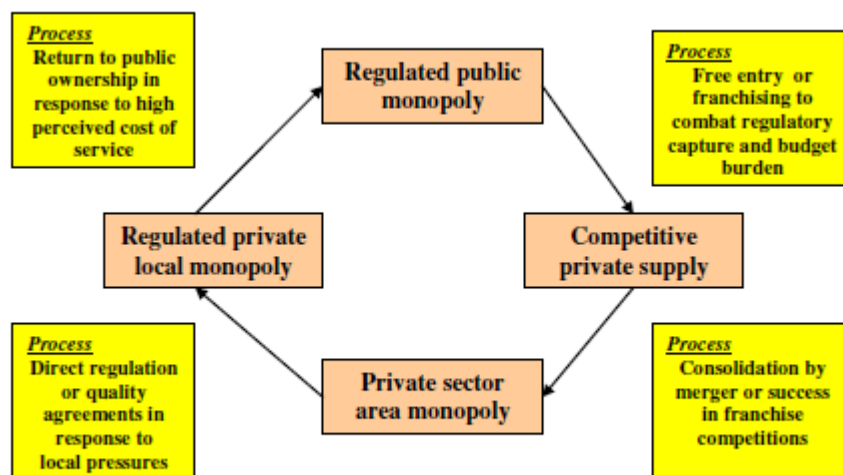 Process
Return to public
ownership in
response to high
perceived cost of
service
Regulated public
monopoly
Process
Free entry or
franchising to
combat regulatory
capture and budget
burden
Regulated private
local monopoly
Competitive
private supply
Process
Direct regulation
or quality
agreements in
response to
local pressures
Private sector
area monopoly
Process
Consolidation by
merger or success
in franchise
competitions